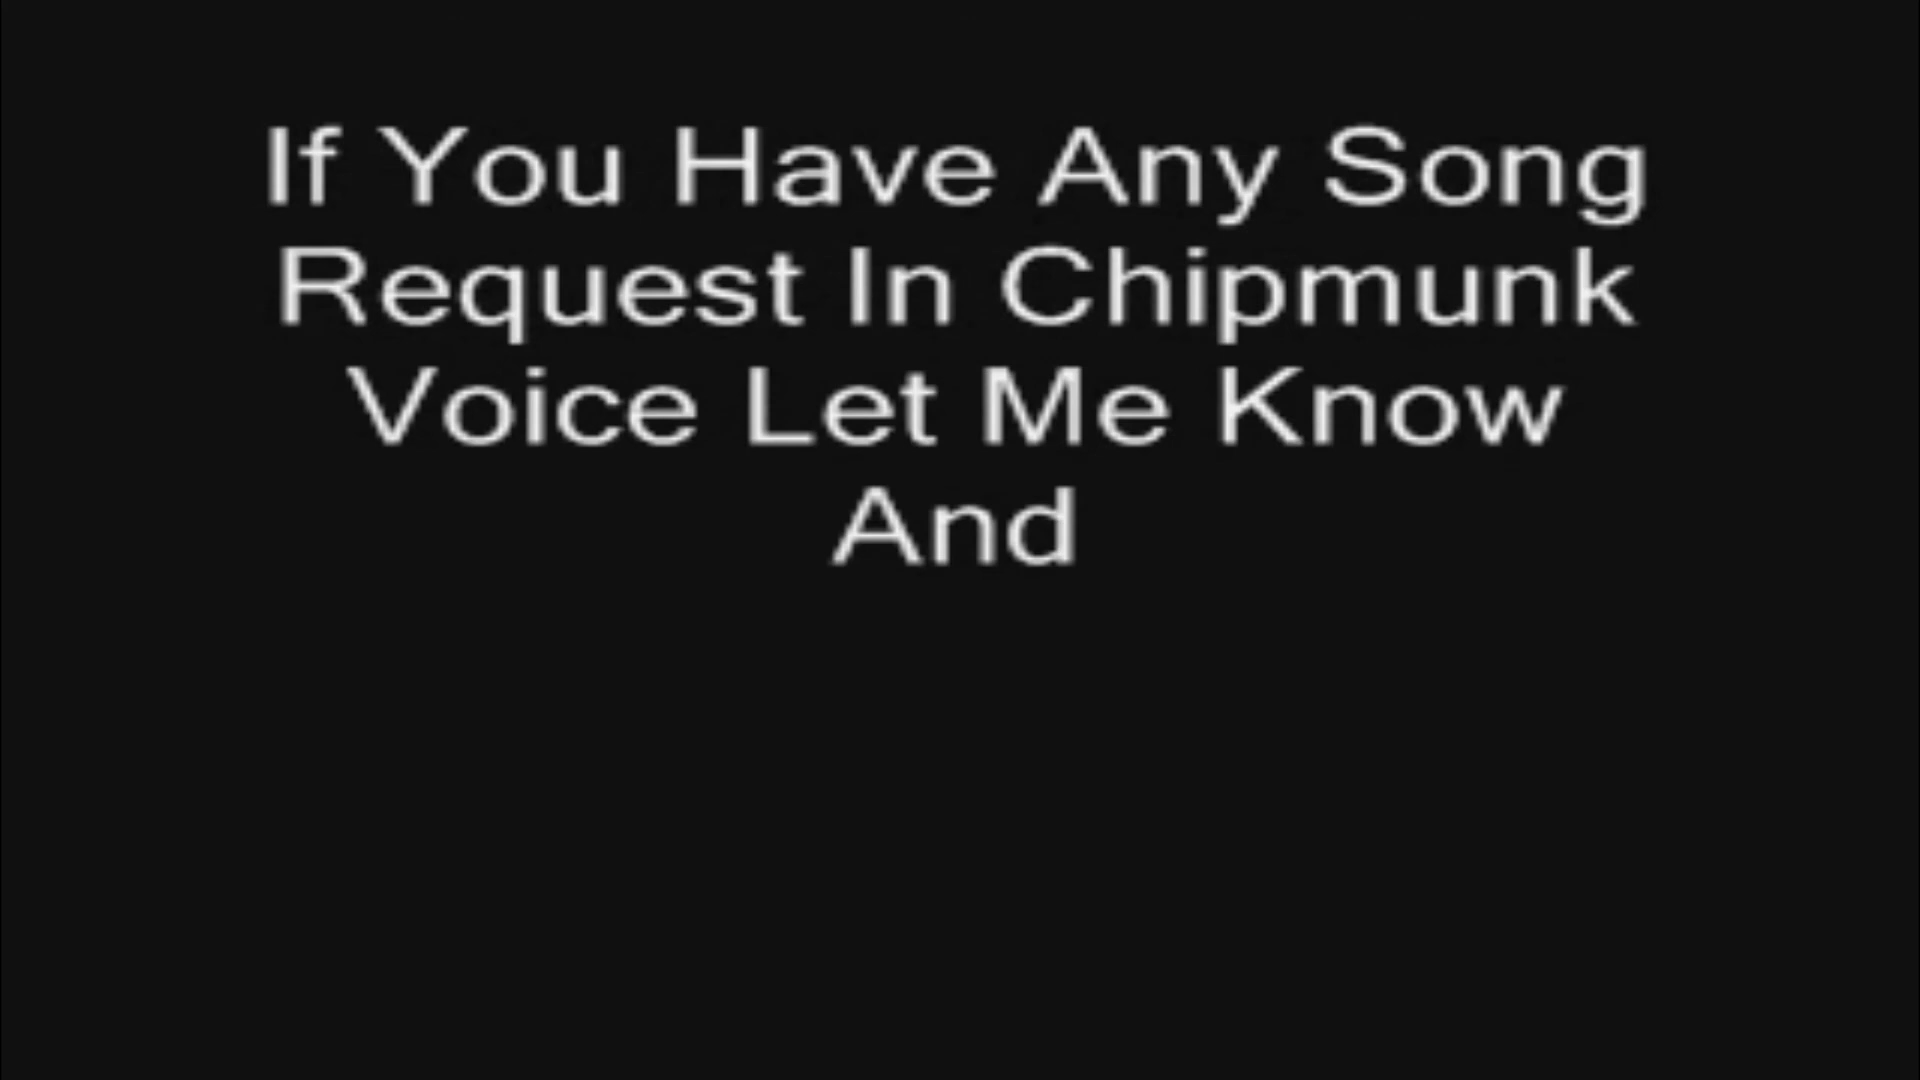 If You Have Any Song
Request In Chipmunk
Voice Let Me Know
And